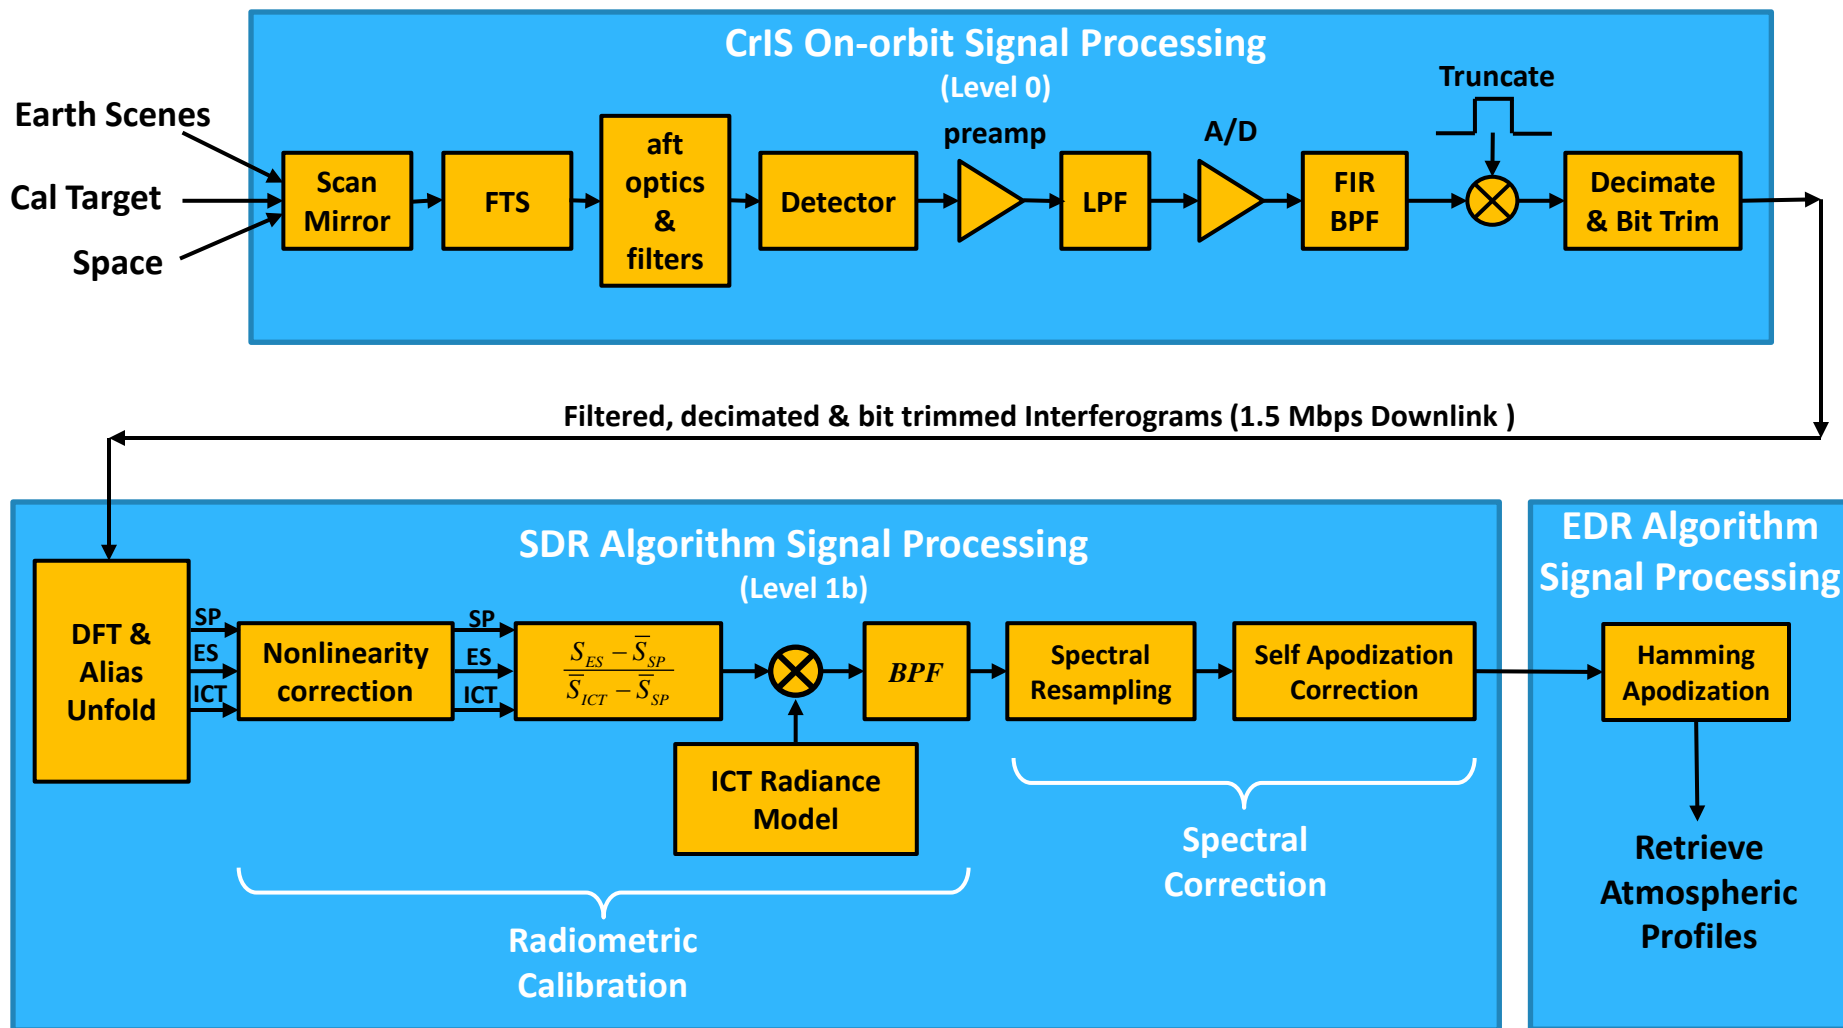 CrIS On-orbit Signal Processing
(Level 0)
Earth Scenes
Cal Target
Space
Scan
Mirror
FTS
aft
optics
&
filters
Detector
preamp
LPF
A/D
FIR
BPF
Truncate
Decimate
& Bit Trim
Filtered, decimated & bit trimmed Interferograms (1.5 Mbps Downlink )
SDR Algorithm Signal Processing
(Level 1b)
DFT &
Alias
Unfold
SP
ES
ICT
Nonlinearity
correction
SP
ES
ICT
S_ES − S̅_SP
S̅_ICT − S̅_SP
BPF
ICT Radiance
Model
Spectral
Resampling
Self Apodization
Correction
Radiometric
Calibration
Spectral
Correction
EDR Algorithm
Signal Processing
Hamming
Apodization
Retrieve
Atmospheric
Profiles